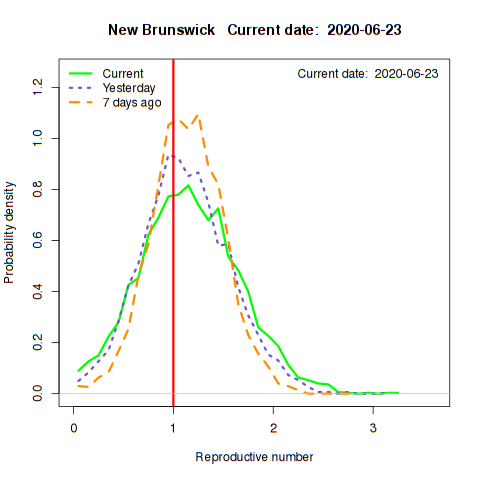 New Brunswick   Current date:  2020-06-23
Current
Yesterday
7 days ago
Current date:  2020-06-23
Probability density
0.0
0.2
0.4
0.6
0.8
1.0
1.2
0
1
2
3
Reproductive number